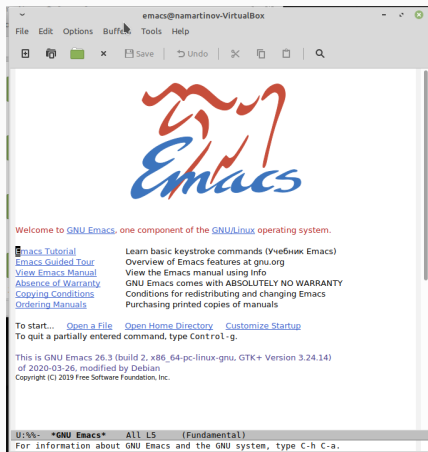 emacs@namartinov-VirtualBox
File Edit Options Buffers Tools Help
Save Undo
Emacs
Welcome to GNU Emacs, one component of the GNU/Linux operating system.
Emacs Tutorial Learn basic keystroke commands (Учебник Emacs)
Emacs Guided Tour Overview of Emacs features at gnu.org
View Emacs Manual View the Emacs manual using Info
Absence of Warranty GNU Emacs comes with ABSOLUTELY NO WARRANTY
Copying Conditions Conditions for redistributing and changing Emacs
Ordering Manuals Purchasing printed copies of manuals
To start... Open a File Open Home Directory Customize Startup
To quit a partially entered command, type Control-g.
This is GNU Emacs 26.3 (build 2, x86_64-pc-linux-gnu, GTK+ Version 3.24.14)
of 2020-03-26, modified by Debian
Copyright (C) 2019 Free Software Foundation, Inc.
U:%%- *GNU Emacs* All L5 (Fundamental)
For information about GNU Emacs and the GNU system, type C-h C-a.